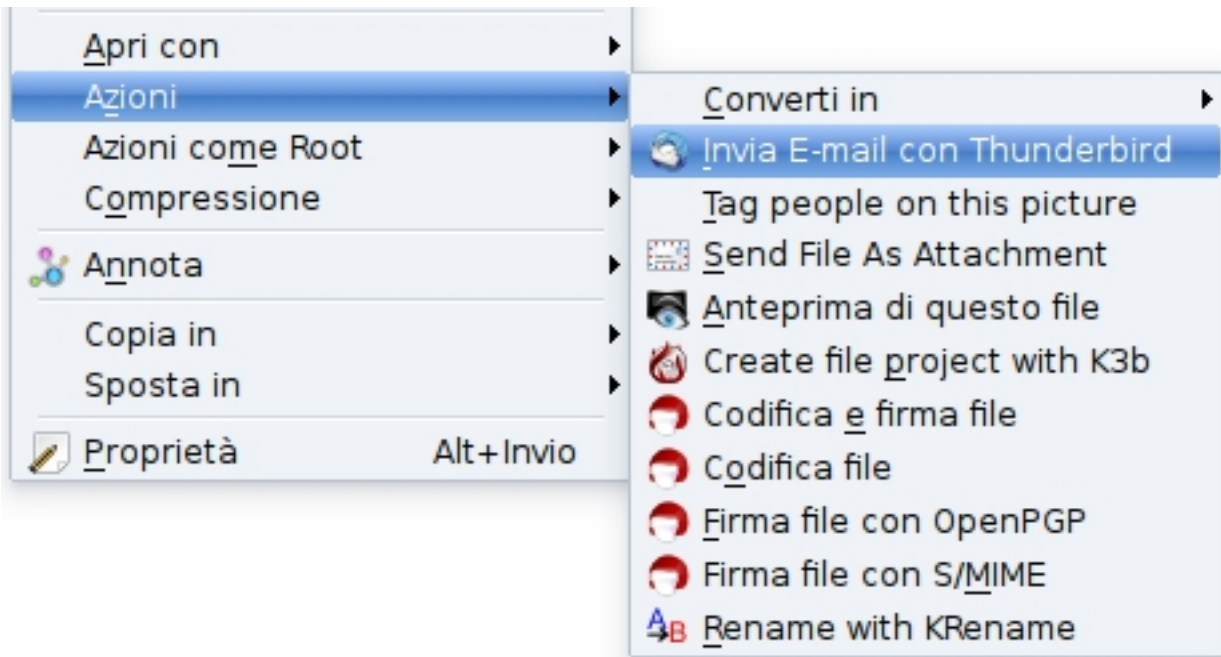 Apri con
Azioni
Azioni come Root
Compressione
Annota
Copia in
Sposta in
Proprietà Alt+Invio
Converti in
Invia E-mail con Thunderbird
Tag people on this picture
Send File As Attachment
Anteprima di questo file
Create file project with K3b
Codifica e firma file
Codifica file
Firma file con OpenPGP
Firma file con S/MIME
Rename with KRename